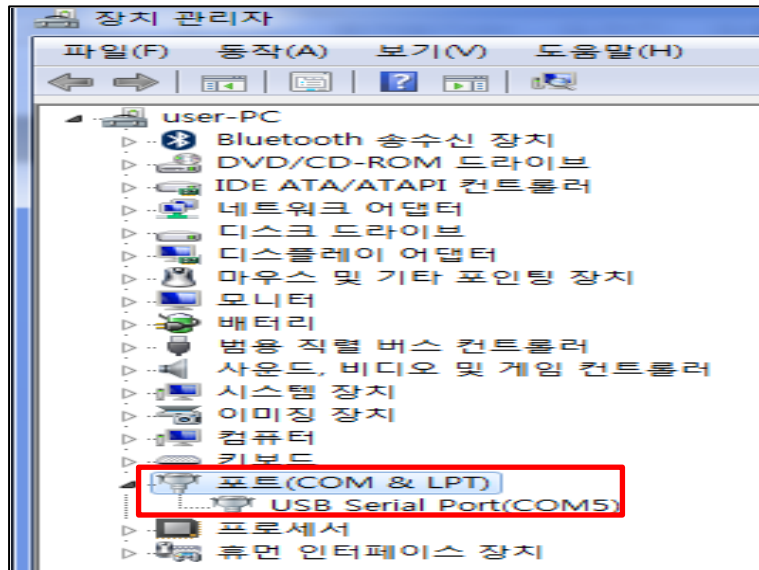 장치 관리자
파일(F) 동작(A) 보기(V) 도움말(H)
user-PC
Bluetooth 송수신 장치
DVD/CD-ROM 드라이브
IDE ATA/ATAPI 컨트롤러
네트워크 어댑터
디스크 드라이브
디스플레이 어댑터
마우스 및 기타 포인팅 장치
모니터
배터리
범용 직렬 버스 컨트롤러
사운드, 비디오 및 게임 컨트롤러
시스템 장치
이미징 장치
컴퓨터
키보드
포트(COM & LPT)
USB Serial Port(COM5)
프로세서
휴먼 인터페이스 장치